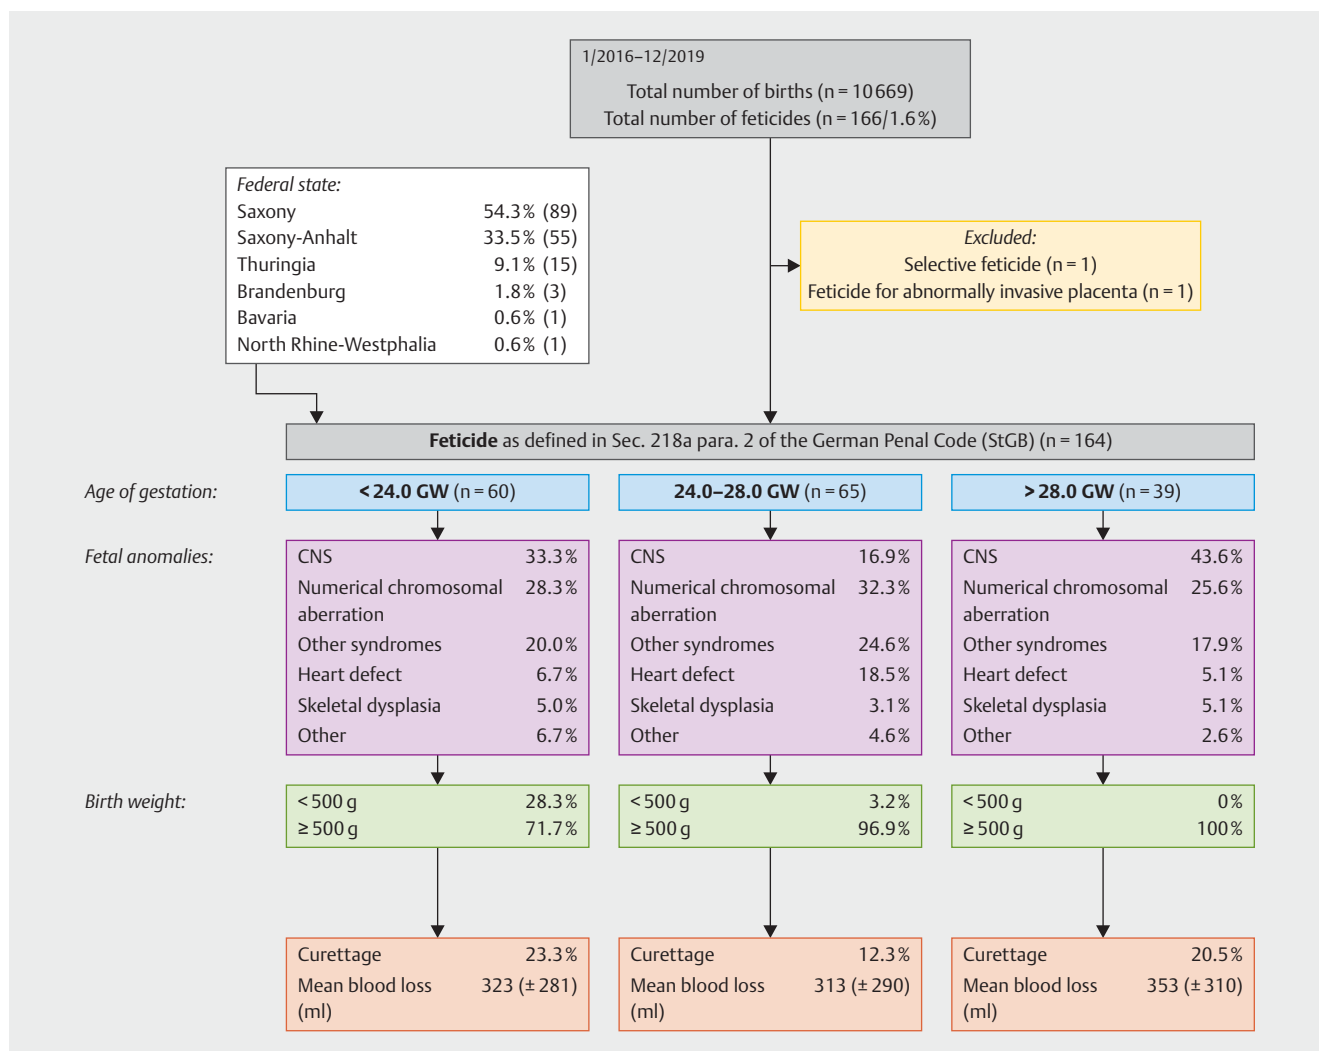 1/2016–12/2019
Total number of births (n = 10 669)
Total number of feticides (n = 166/1.6 %)
Federal state:
Saxony 54.3 % (89)
Saxony-Anhalt 33.5 % (55)
Thuringia 9.1 % (15)
Brandenburg 1.8 % (3)
Bavaria 0.6 % (1)
North Rhine-Westphalia 0.6 % (1)
Excluded:
Selective feticide (n = 1)
Feticide for abnormally invasive placenta (n = 1)
Feticide as defined in Sec. 218a para. 2 of the German Penal Code (StGB) (n = 164)
Age of gestation:
< 24.0 GW (n = 60)
24.0–28.0 GW (n = 65)
> 28.0 GW (n = 39)
Fetal anomalies:
CNS 33.3 %
Numerical chromosomal 28.3 %
aberration
Other syndromes 20.0 %
Heart defect 6.7 %
Skeletal dysplasia 5.0 %
Other 6.7 %
CNS 16.9 %
Numerical chromosomal 32.3 %
aberration
Other syndromes 24.6 %
Heart defect 18.5 %
Skeletal dysplasia 3.1 %
Other 4.6 %
CNS 43.6 %
Numerical chromosomal 25.6 %
aberration
Other syndromes 17.9 %
Heart defect 5.1 %
Skeletal dysplasia 5.1 %
Other 2.6 %
Birth weight:
< 500 g 28.3 %
≥ 500 g 71.7 %
< 500 g 3.2 %
≥ 500 g 96.9 %
< 500 g 0 %
≥ 500 g 100 %
Curettage 23.3 %
Mean blood loss 323 (± 281)
(ml)
Curettage 12.3 %
Mean blood loss 313 (± 290)
(ml)
Curettage 20.5 %
Mean blood loss 353 (± 310)
(ml)